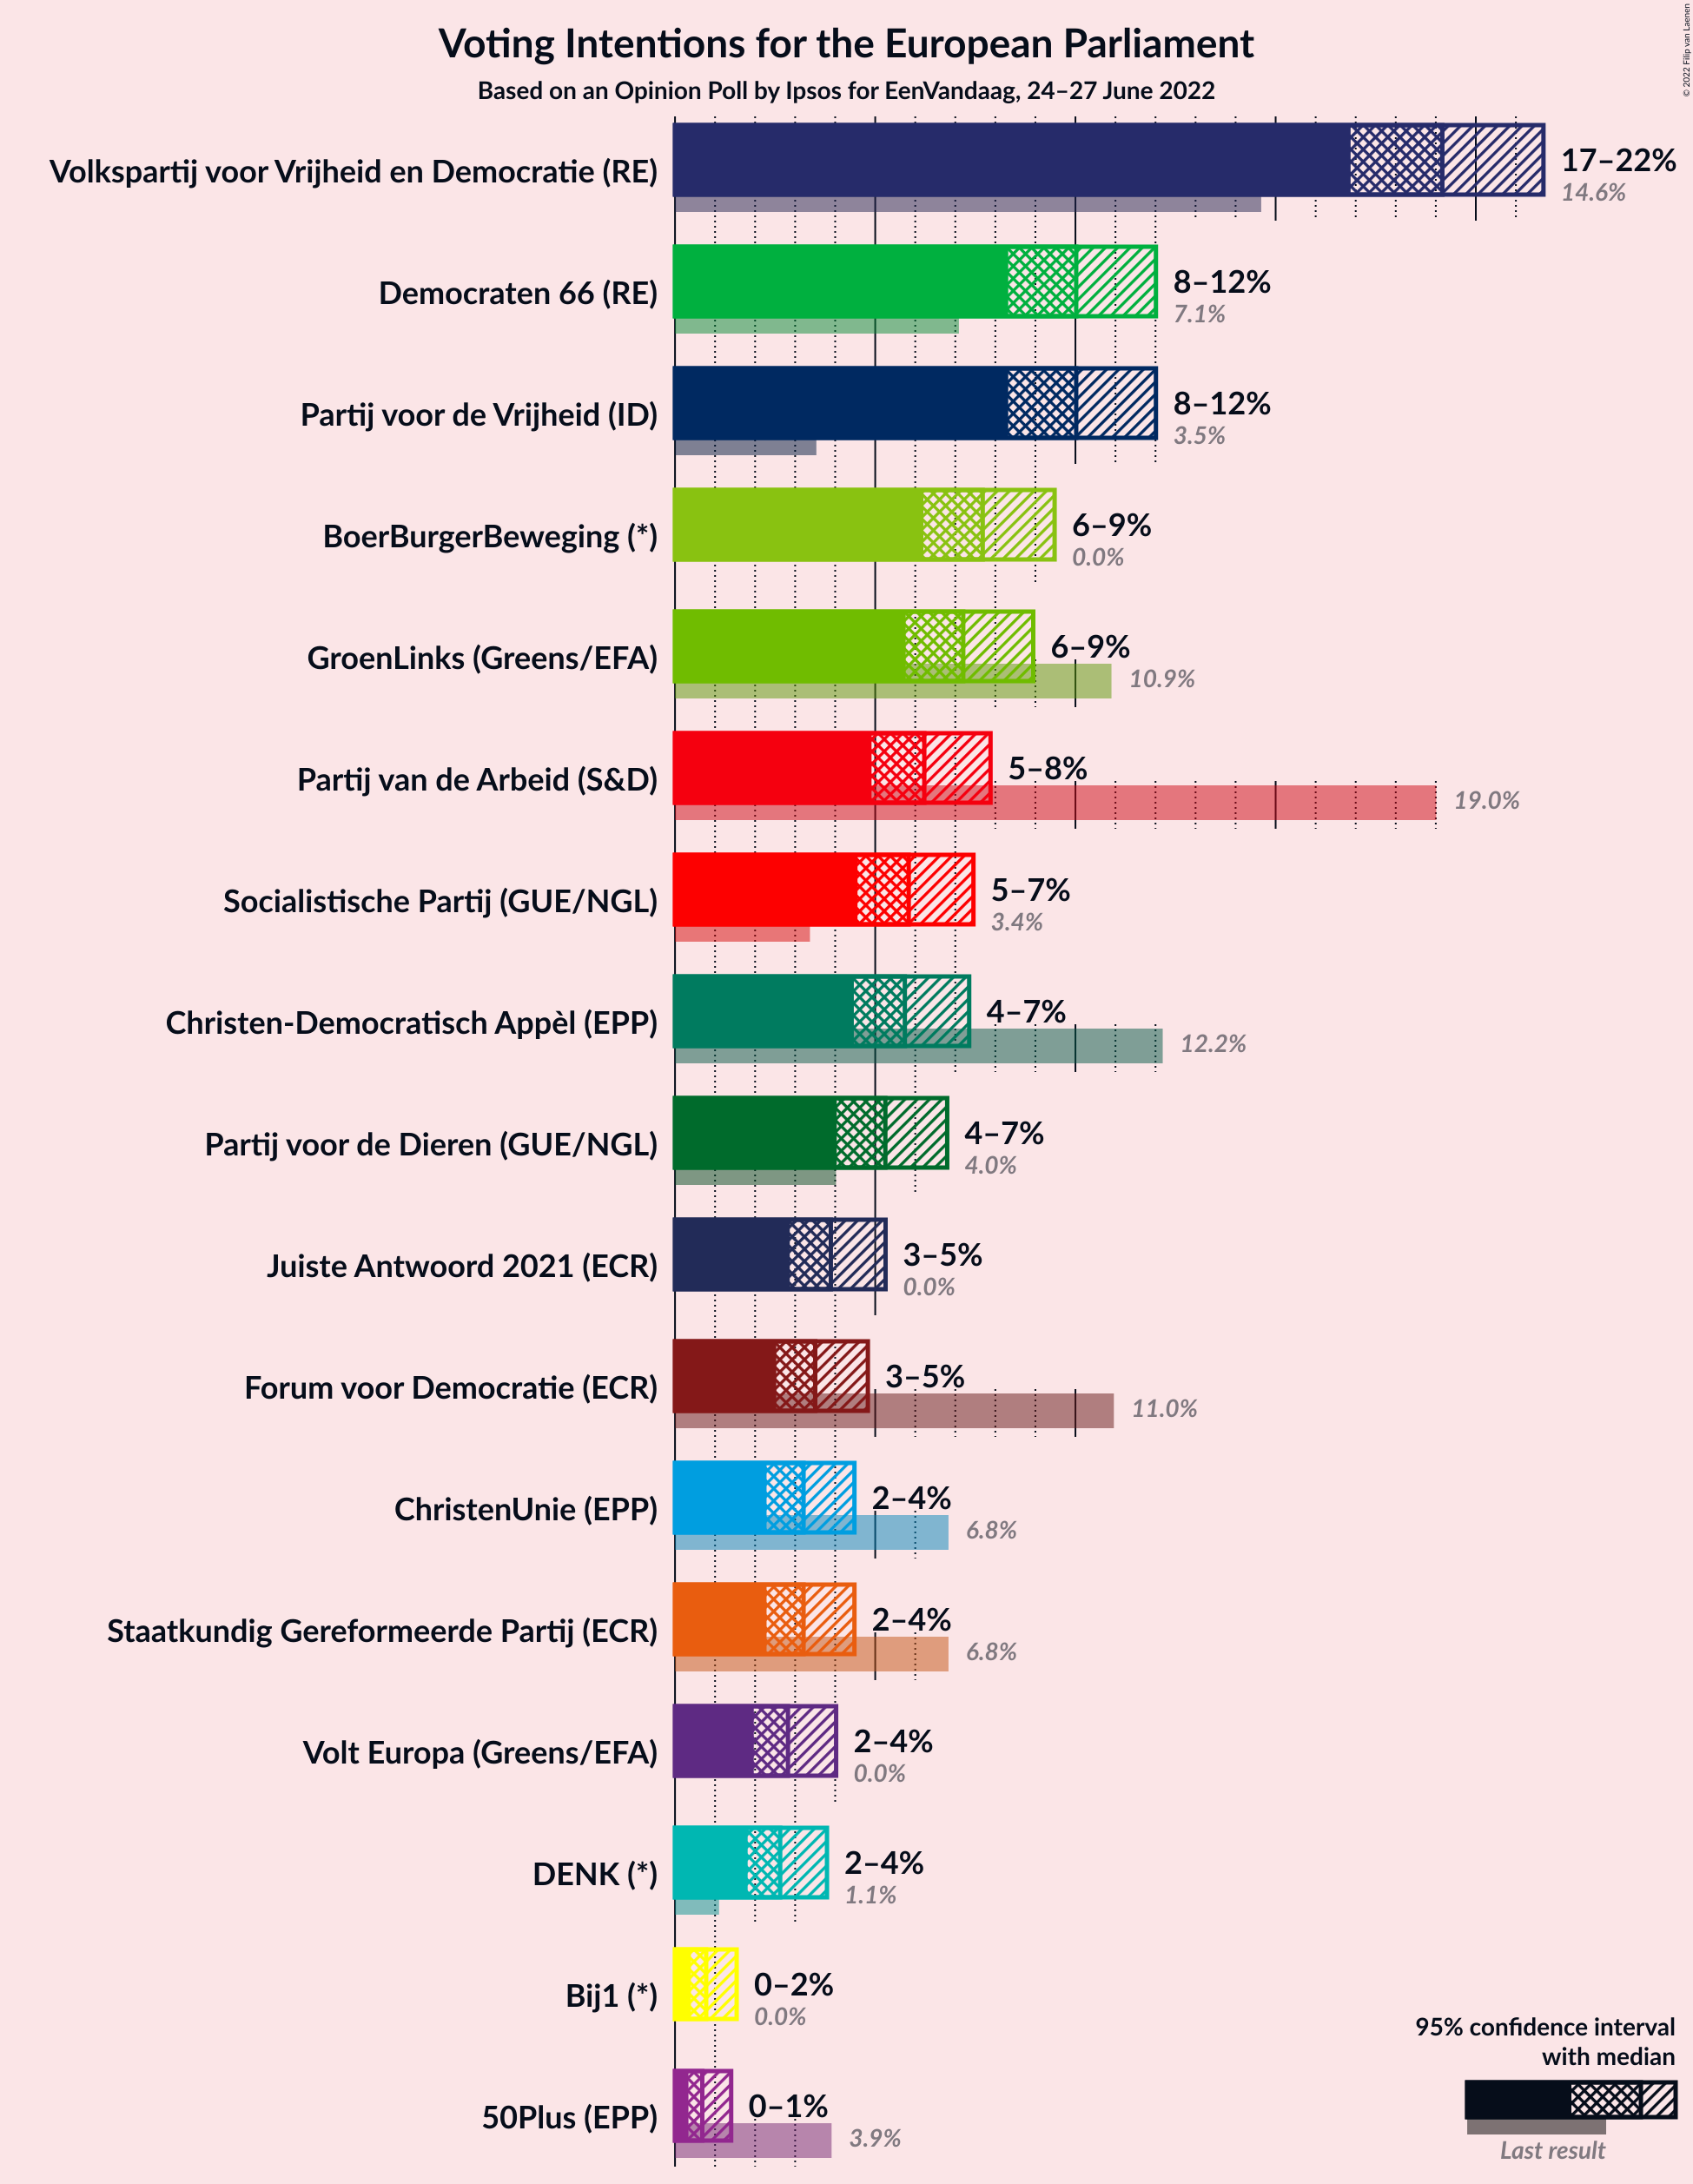 Voting Intentions for the European Parliament
Based on an Opinion Poll by Ipsos for EenVandaag, 24–27 June 2022
© 2022 Filip van Laenen
Volkspartij voor Vrijheid en Democratie (RE)
17–22%
14.6%
Democraten 66 (RE)
8–12%
7.1%
Partij voor de Vrijheid (ID)
8–12%
3.5%
BoerBurgerBeweging (*)
6–9%
0.0%
GroenLinks (Greens/EFA)
6–9%
10.9%
Partij van de Arbeid (S&D)
5–8%
19.0%
Socialistische Partij (GUE/NGL)
5–7%
3.4%
Christen-Democratisch Appèl (EPP)
4–7%
12.2%
Partij voor de Dieren (GUE/NGL)
4–7%
4.0%
Juiste Antwoord 2021 (ECR)
3–5%
0.0%
Forum voor Democratie (ECR)
3–5%
11.0%
ChristenUnie (EPP)
2–4%
6.8%
Staatkundig Gereformeerde Partij (ECR)
2–4%
6.8%
Volt Europa (Greens/EFA)
2–4%
0.0%
DENK (*)
2–4%
1.1%
Bij1 (*)
0–2%
0.0%
50Plus (EPP)
0–1%
3.9%
95% confidence interval
with median
Last result